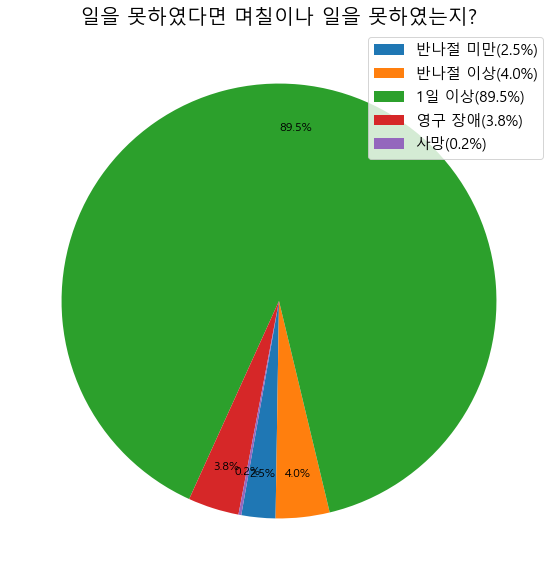 일을 못하였다면 며칠이나 일을 못하였는지?
반나절 미만(2.5%)
반나절 이상(4.0%)
1일 이상(89.5%)
영구 장애(3.8%)
사망(0.2%)
89.5%
3.8%
0.2%
2.5%
4.0%